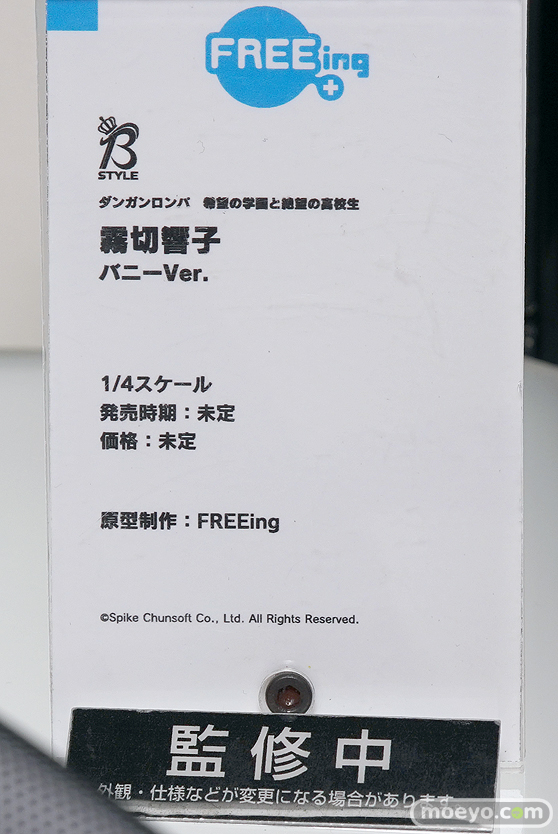 FREEing
B
STYLE
ダンガンロンパ 希望の学園と絶望の高校生
霧切響子
バニーVer.
1/4スケール
発売時期：未定
価格：未定
原型制作：FREEing
©Spike Chunsoft Co., Ltd. All Rights Reserved.
監修中
外観・仕様などが変更になる場合があります
moeyo.com